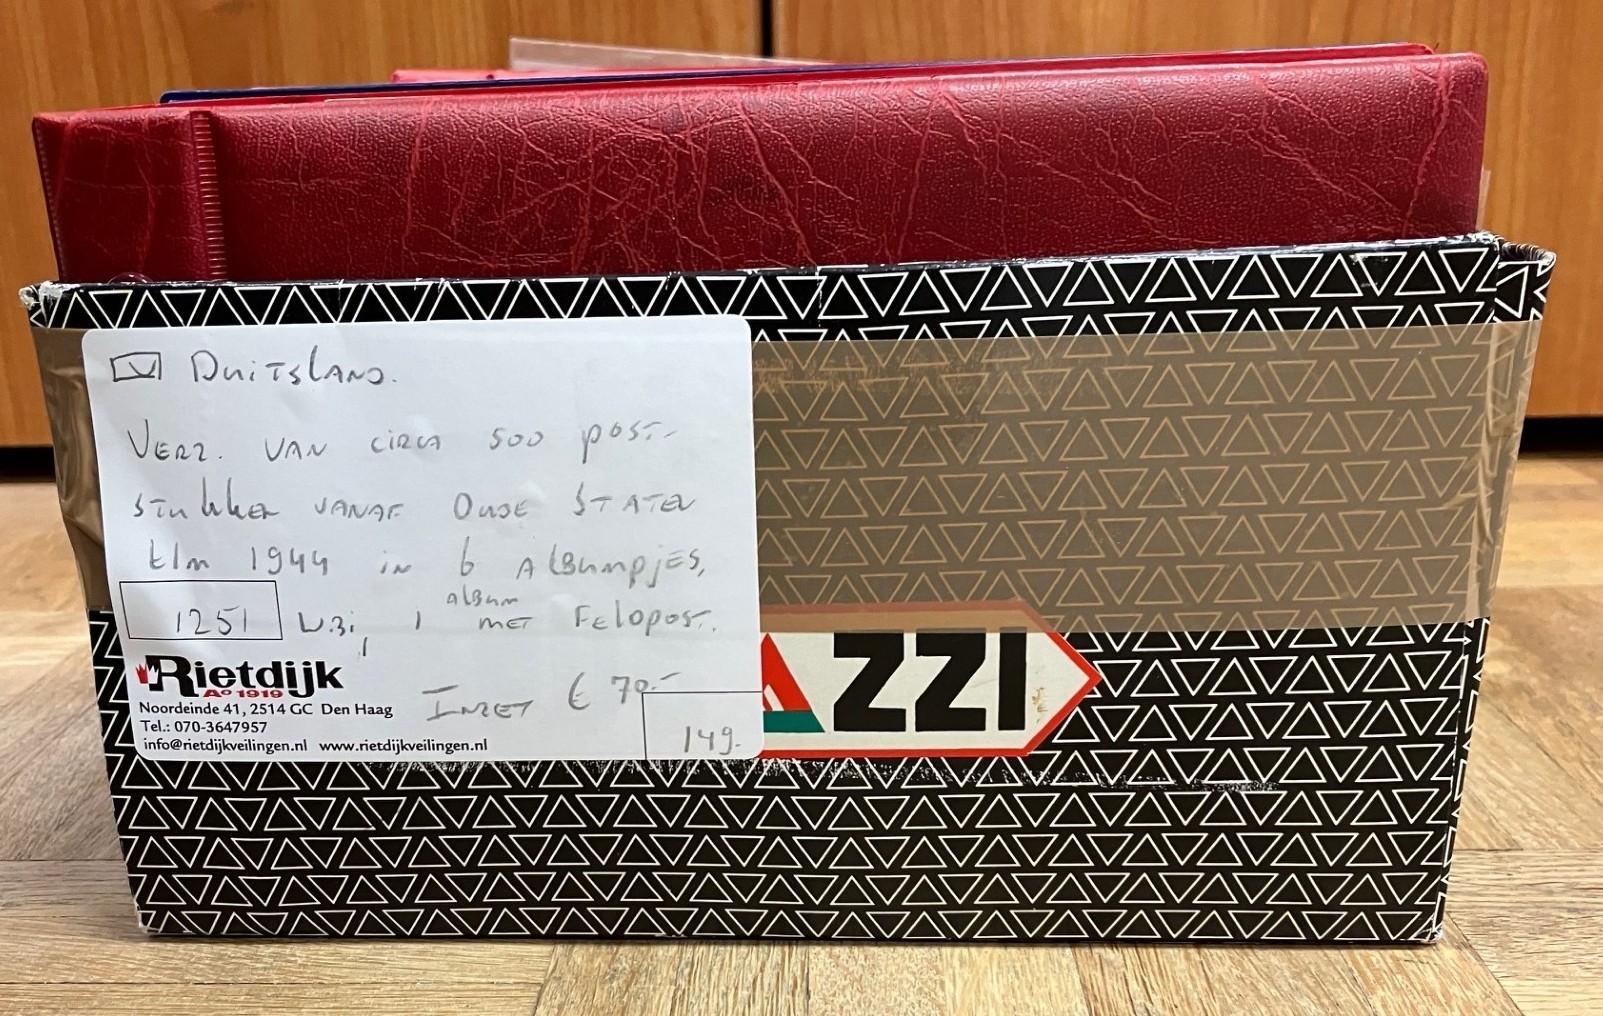 Duitsland.
Verz. van circa 500 post-
stukken vanaf Oude Staten
t/m 1944 in 6 albumpjes,
album
1251 w.bij 1 met Feldpost.
Inzet € 70.-
149.
Rietdijk
A° 1919
Noordeinde 41, 2514 GC Den Haag
Tel.: 070-3647957
info@rietdijkveilingen.nl www.rietdijkveilingen.nl
ZZI